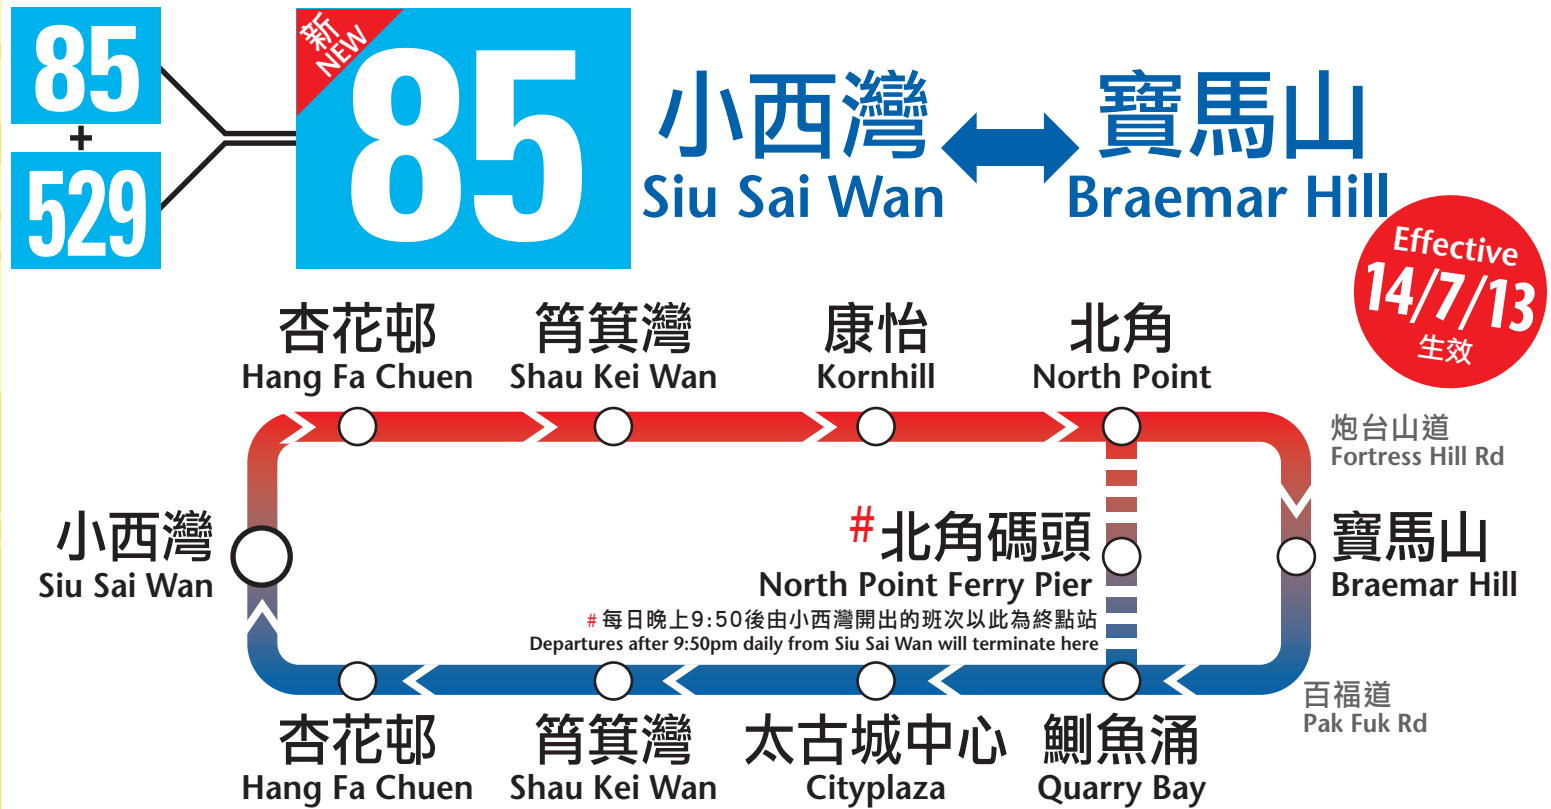 85
+
529
新
NEW
85
小西灣
Siu Sai Wan
寶馬山
Braemar Hill
Effective
14/7/13
生效
杏花邨
Hang Fa Chuen
筲箕灣
Shau Kei Wan
康怡
Kornhill
北角
North Point
炮台山道
Fortress Hill Rd
小西灣
Siu Sai Wan
#北角碼頭
North Point Ferry Pier
# 每日晚上9:50後由小西灣開出的班次以此為終點站
Departures after 9:50pm daily from Siu Sai Wan will terminate here
寶馬山
Braemar Hill
百福道
Pak Fuk Rd
杏花邨
Hang Fa Chuen
筲箕灣
Shau Kei Wan
太古城中心
Cityplaza
鰂魚涌
Quarry Bay